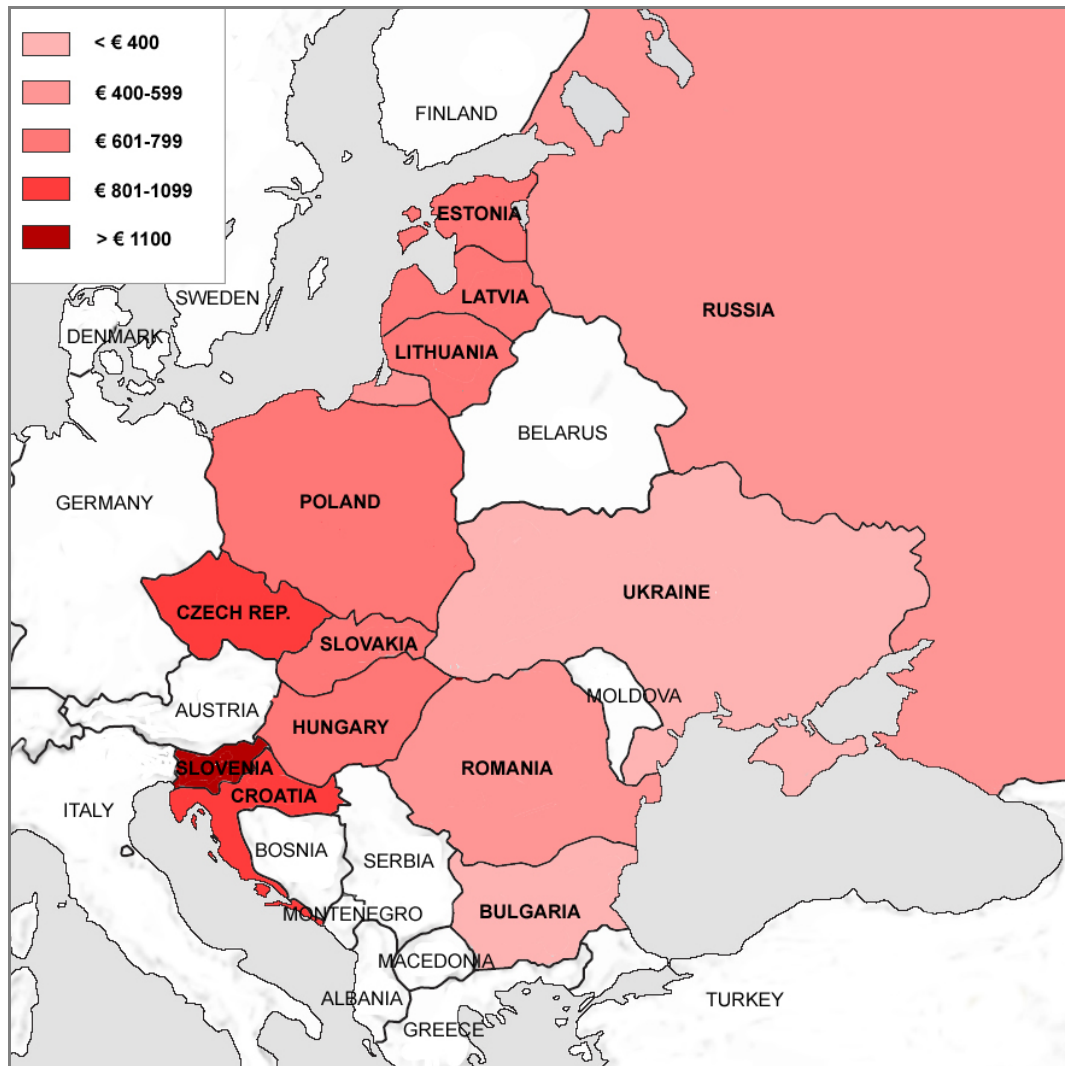 < € 400
€ 400-599
€ 601-799
€ 801-1099
> € 1100
FINLAND
ESTONIA
SWEDEN
LATVIA
RUSSIA
DENMARK
LITHUANIA
BELARUS
GERMANY
POLAND
UKRAINE
CZECH REP.
SLOVAKIA
MOLDOVA
AUSTRIA
HUNGARY
SLOVENIA
ROMANIA
CROATIA
ITALY
BOSNIA
SERBIA
MONTENEGRO
BULGARIA
MACEDONIA
ALBANIA
TURKEY
GREECE